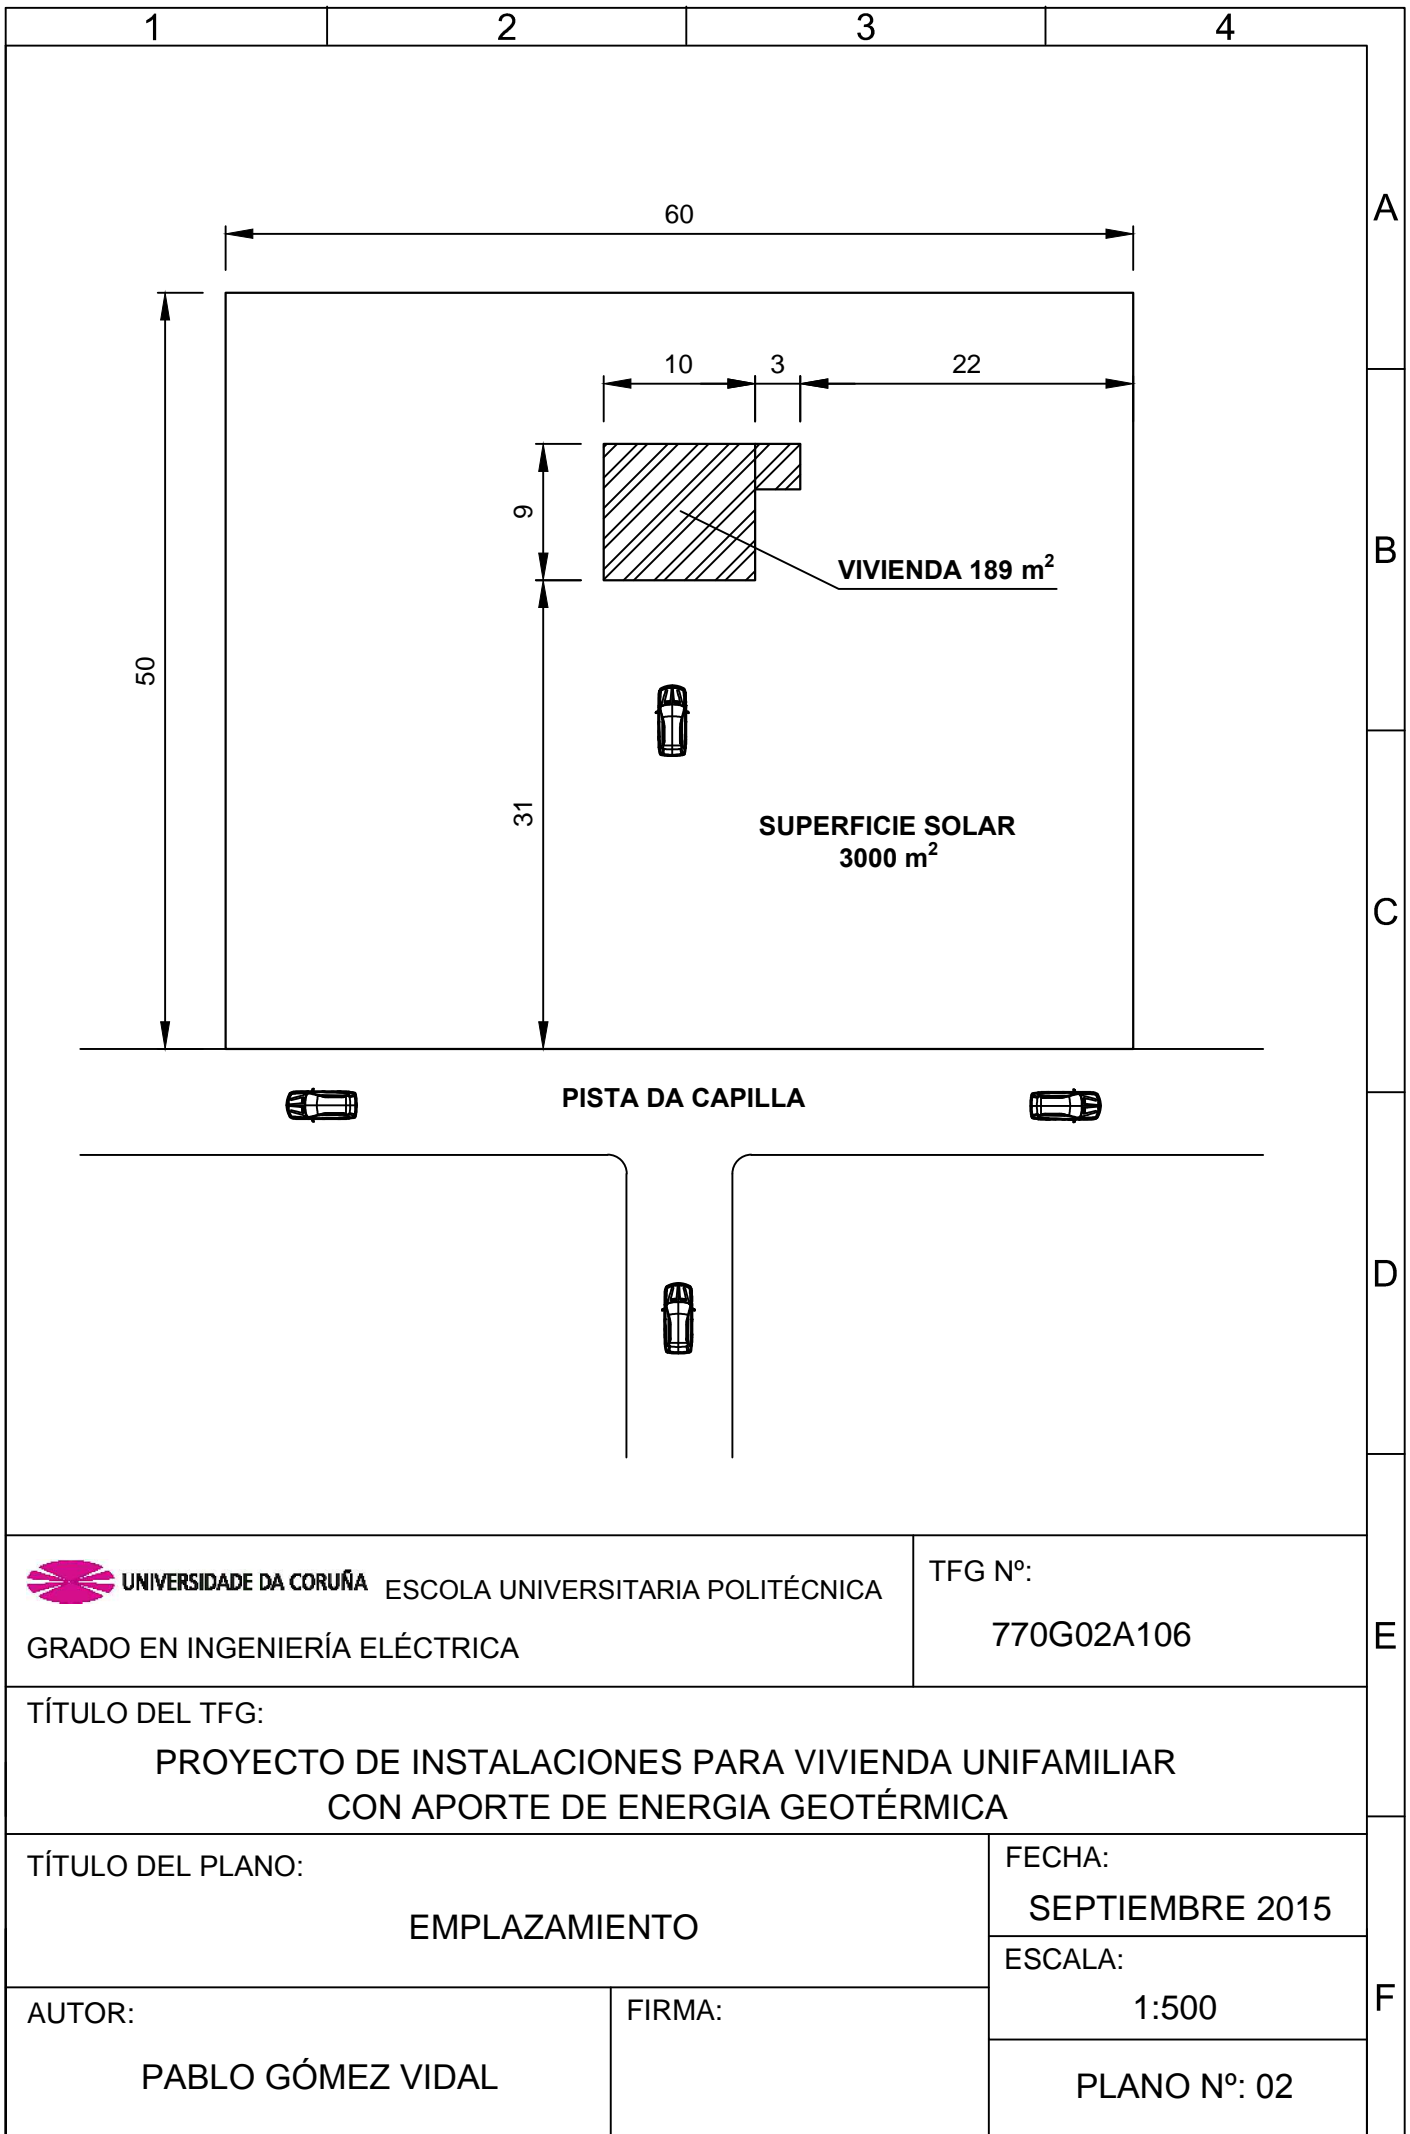 1 2 3 4
A
60
10 3 22
B
9
VIVIENDA 189 m²
50
31
SUPERFICIE SOLAR
3000 m²
C
PISTA DA CAPILLA
D
UNIVERSIDADE DA CORUÑA ESCOLA UNIVERSITARIA POLITÉCNICA
GRADO EN INGENIERÍA ELÉCTRICA
TFG Nº:
770G02A106
E
TÍTULO DEL TFG:
PROYECTO DE INSTALACIONES PARA VIVIENDA UNIFAMILIAR
CON APORTE DE ENERGIA GEOTÉRMICA
TÍTULO DEL PLANO:
EMPLAZAMIENTO
FECHA:
SEPTIEMBRE 2015
ESCALA:
1:500
F
AUTOR:
PABLO GÓMEZ VIDAL
FIRMA:
PLANO Nº: 02